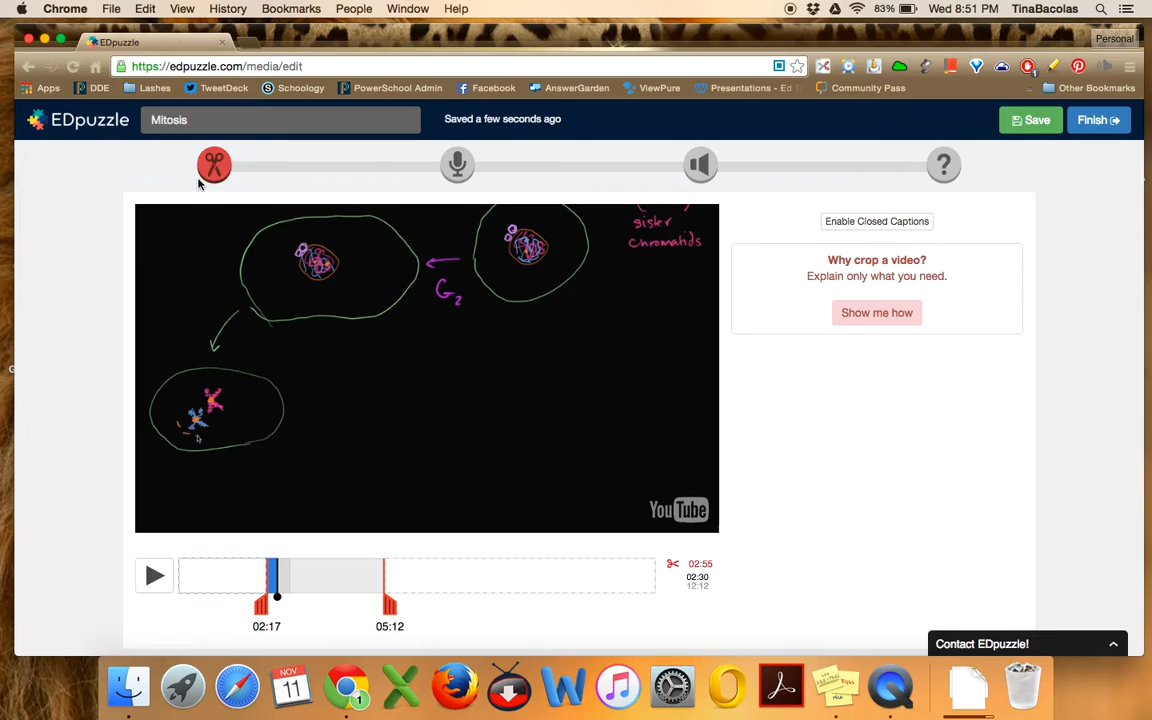 Chrome File Edit View History Bookmarks People Window Help 83% Wed 8:51 PM TinaBacolas
EDpuzzle Personal
https://edpuzzle.com/media/edit
Apps DDE Lashes TweetDeck Schoology PowerSchool Admin Facebook AnswerGarden ViewPure Presentations - Ed T Community Pass » Other Bookmarks
EDpuzzle Mitosis Saved a few seconds ago Save Finish
?
Enable Closed Captions
sister
chromatids
Why crop a video?
Explain only what you need.
G2
Show me how
YouTube
02:55
02:30
12:12
02:17 05:12
Contact EDpuzzle!
NOV
11
1